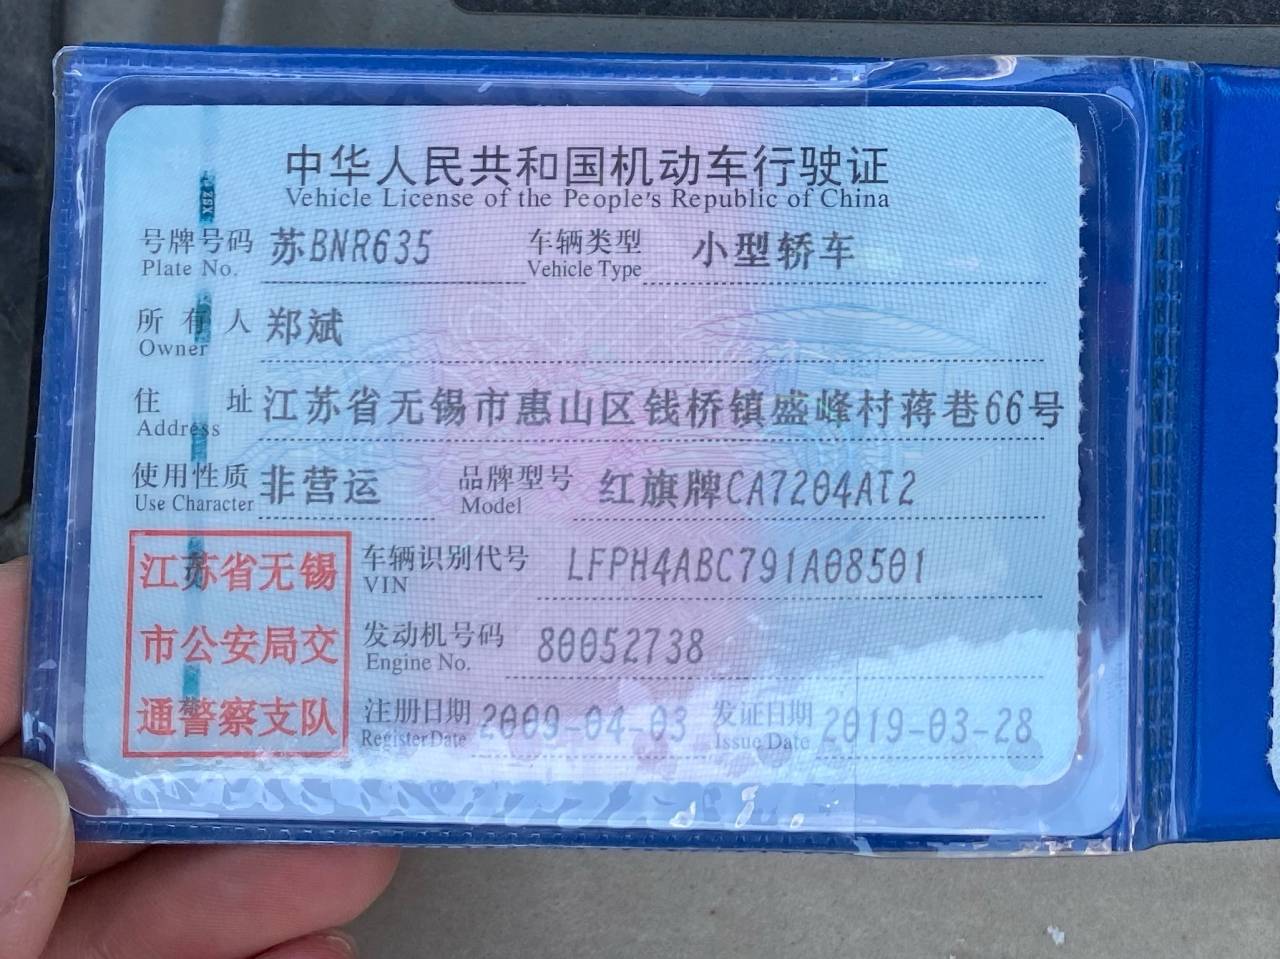 中华人民共和国机动车行驶证
Vehicle License of the People's Republic of China
号牌号码 苏BNR635 车辆类型 小型轿车
Plate No. Vehicle Type
所有人 郑斌
Owner
住址 江苏省无锡市惠山区钱桥镇盛峰村蒋巷66号
Address
使用性质 非营运 品牌型号 红旗牌CA7204AT2
Use Character Model
江苏省无锡
市公安局交
通警察支队
车辆识别代号 LFPH4ABC791A08501
VIN
发动机号码 80052738
Engine No.
注册日期 2009-04-03 发证日期 2019-03-28
Register Date Issue Date